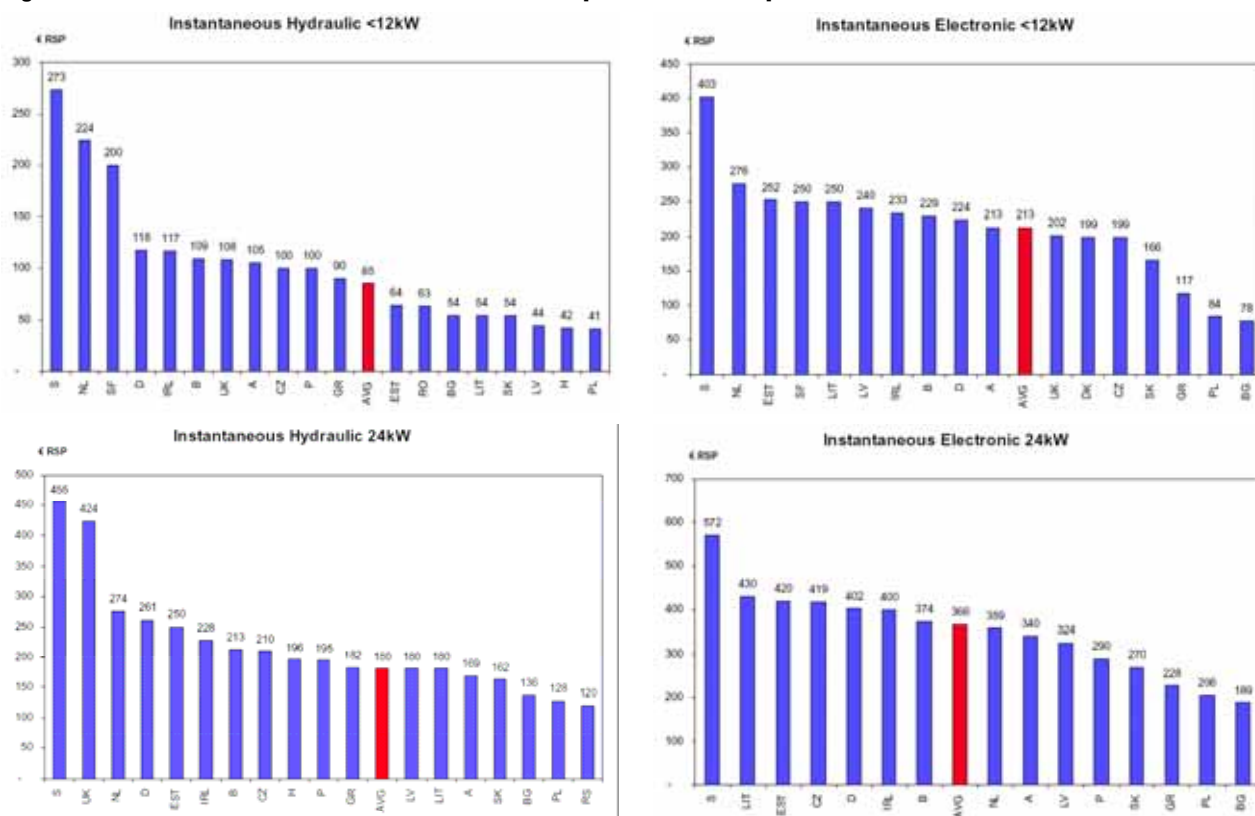 Instantaneous Hydraulic <12kW
€ RSP
300
250
200
150
100
50
-
273 224 200 118 117 109 108 105 100 100 90 85 64 63 54 54 54 44 42 41
S NL SF D IRL B UK A CZ P GR AVG EST RO BG LIT SK LV H PL
Instantaneous Electronic <12kW
€ RSP
450
400
350
300
250
200
150
100
50
-
403 276 252 250 250 240 233 229 224 213 213 202 199 199 166 117 84 78
S NL EST SF LIT LV IRL B D A AVG UK DK CZ SK GR PL BG
Instantaneous Hydraulic 24kW
€ RSP
500
450
400
350
300
250
200
150
100
50
-
424 274 261 250 228 213 210 196 195 182 180 180 180 169 162 136 128 120
S UK NL D EST IRL B CZ H P GR AVG LV LIT A SK BG PL RS
Instantaneous Electronic 24kW
€ RSP
700
600
500
400
300
200
100
-
572 430 420 419 402 400 374 340 324 290 270 228 189
S LIT EST CZ D IRL B AVG NL A LV P SK GR PL BG